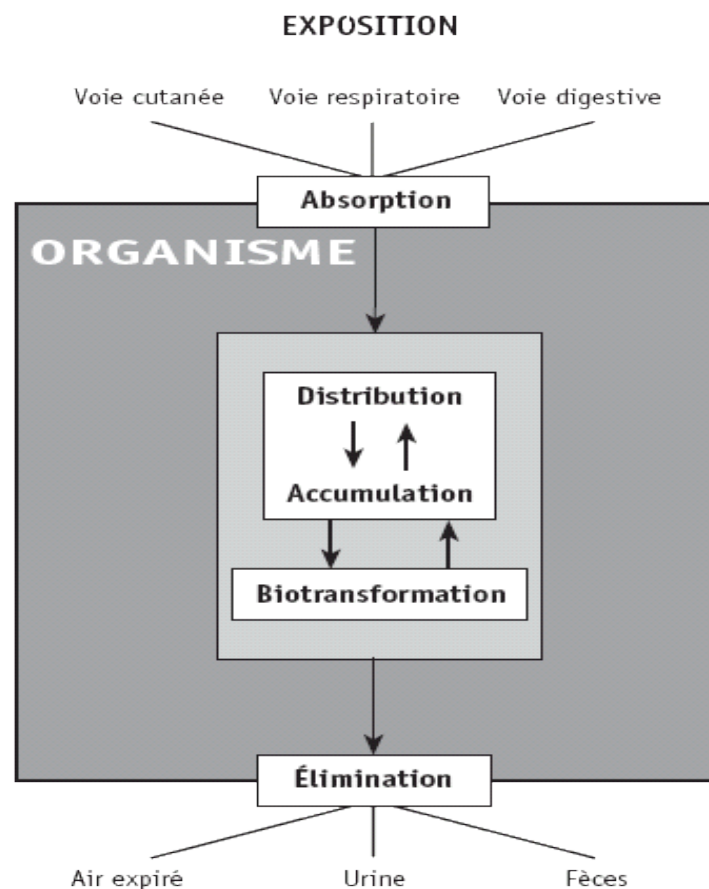 EXPOSITION
Voie cutanée Voie respiratoire Voie digestive
Absorption
ORGANISME
Distribution
Accumulation
Biotransformation
Élimination
Air expiré Urine Fèces